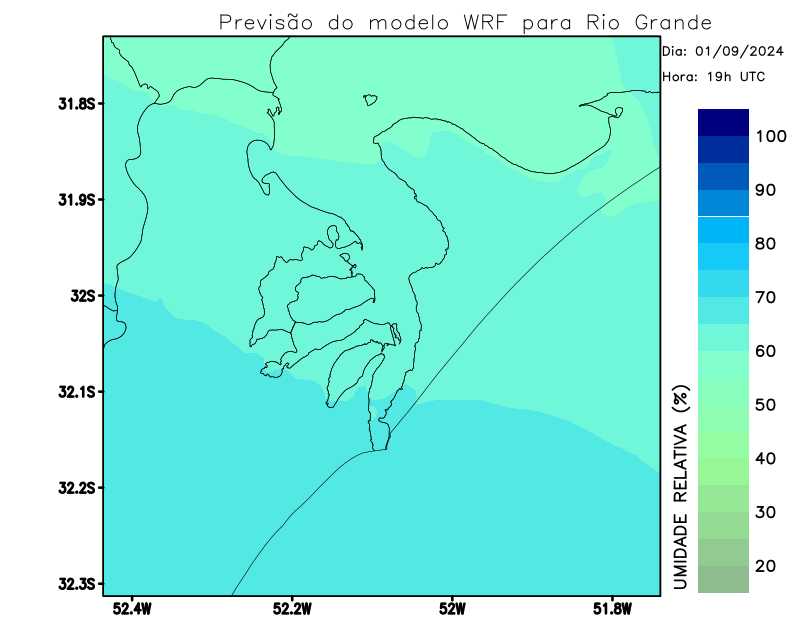 Previsão do modelo WRF para Rio Grande
Dia: 01/09/2024
Hora: 19h UTC
31.8S
31.9S
32S
32.1S
32.2S
32.3S
52.4W
52.2W
52W
51.8W
UMIDADE RELATIVA (%)
100
90
80
70
60
50
40
30
20